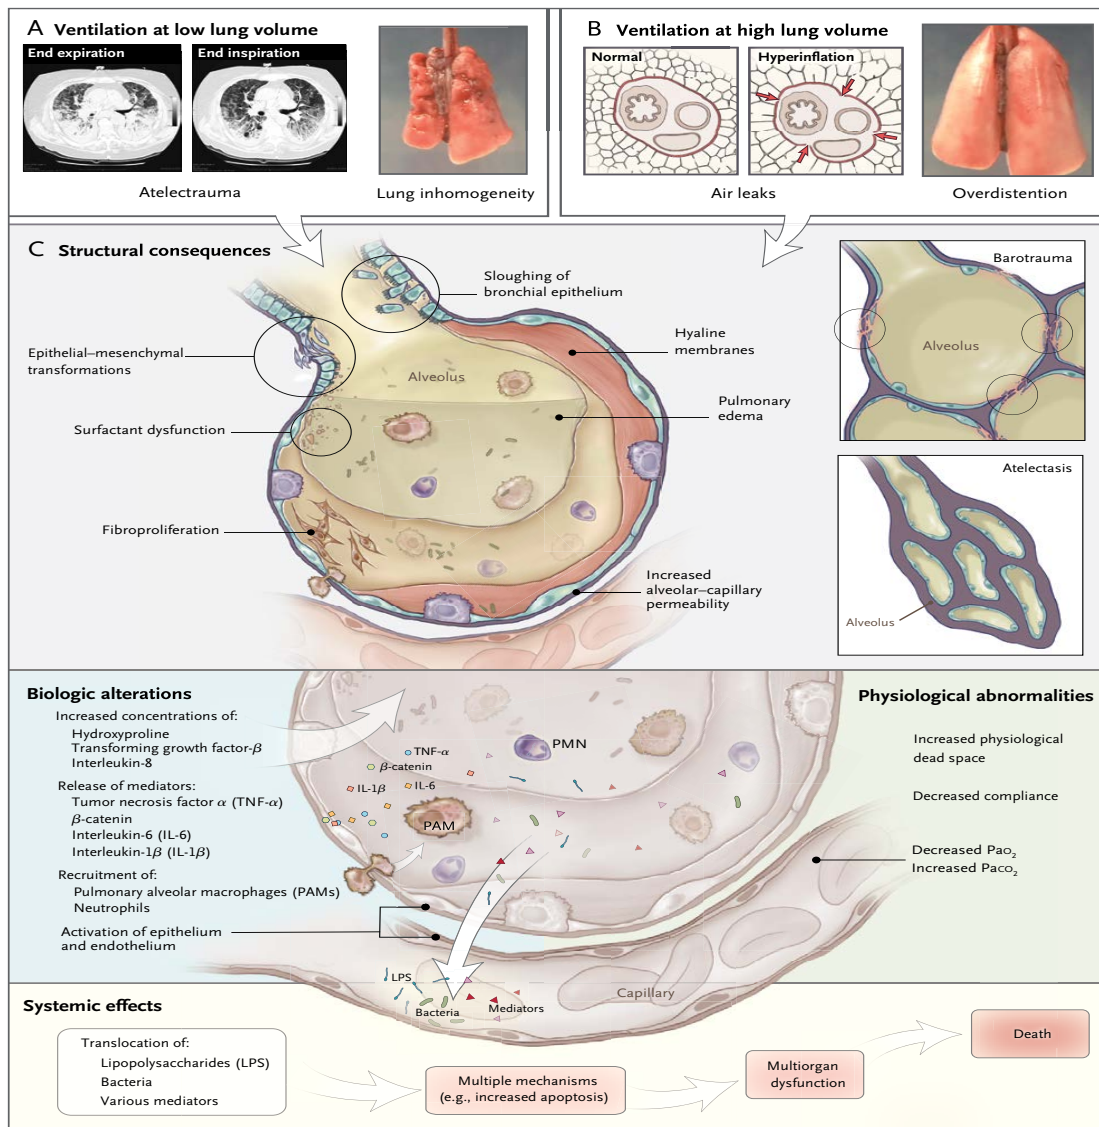 A Ventilation at low lung volume
End expiration
End inspiration
Atelectrauma
Lung inhomogeneity
B Ventilation at high lung volume
Normal
Hyperinflation
Air leaks
Overdistention
C Structural consequences
Sloughing of
bronchial epithelium
Epithelial–mesenchymal
transformations
Hyaline
membranes
Alveolus
Pulmonary
edema
Surfactant dysfunction
Fibroproliferation
Increased
alveolar–capillary
permeability
Barotrauma
Alveolus
Atelectasis
Alveolus
Biologic alterations
Increased concentrations of:
Hydroxyproline
Transforming growth factor-β
Interleukin-8
Release of mediators:
Tumor necrosis factor α (TNF-α)
β-catenin
Interleukin-6 (IL-6)
Interleukin-1β (IL-1β)
Recruitment of:
Pulmonary alveolar macrophages (PAMs)
Neutrophils
Activation of epithelium
and endothelium
TNF-α
β-catenin
IL-1β
IL-6
PMN
PAM
LPS
Bacteria
Mediators
Capillary
Physiological abnormalities
Increased physiological
dead space
Decreased compliance
Decreased PaO₂
Increased PaCO₂
Systemic effects
Translocation of:
Lipopolysaccharides (LPS)
Bacteria
Various mediators
Multiple mechanisms
(e.g., increased apoptosis)
Multiorgan
dysfunction
Death